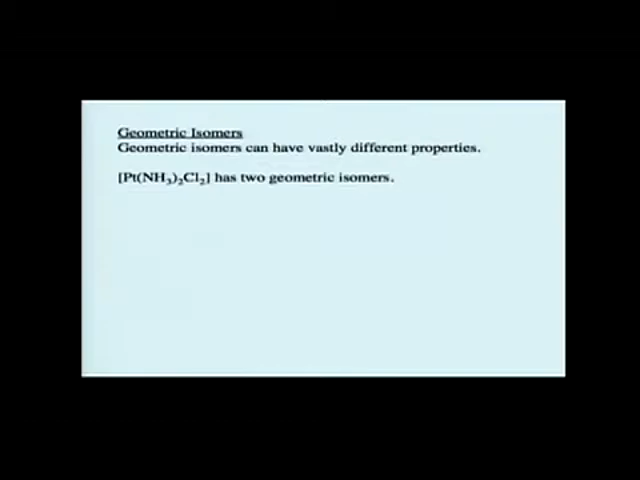 Geometric Isomers
Geometric isomers can have vastly different properties.
[Pt(NH₃)₂Cl₂] has two geometric isomers.